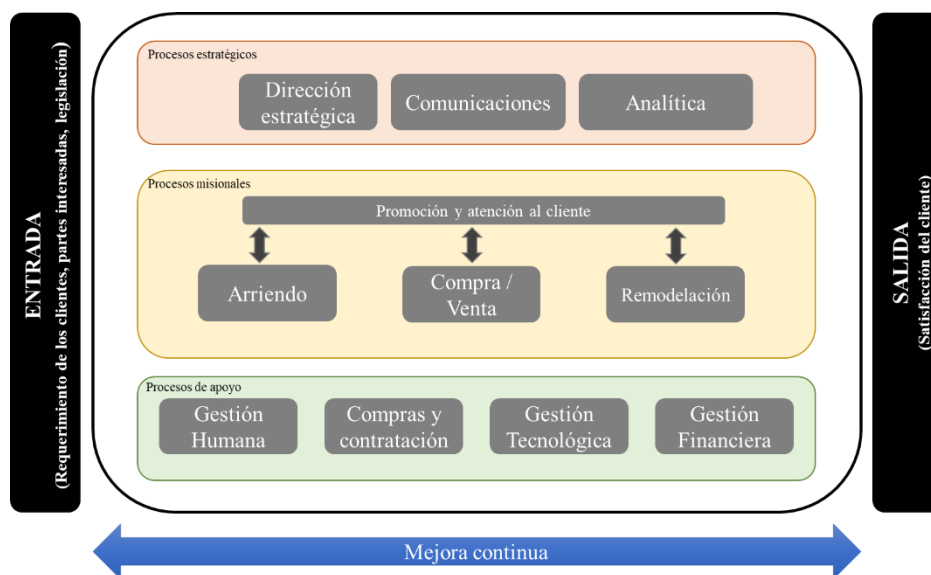 ENTRADA
(Requerimiento de los clientes, partes interesadas, legislación)
Procesos estratégicos
Dirección
estratégica
Comunicaciones
Analítica
Procesos misionales
Promoción y atención al cliente
Arriendo
Compra /
Venta
Remodelación
Procesos de apoyo
Gestión
Humana
Compras y
contratación
Gestión
Tecnológica
Gestión
Financiera
SALIDA
(Satisfacción del cliente)
Mejora continua